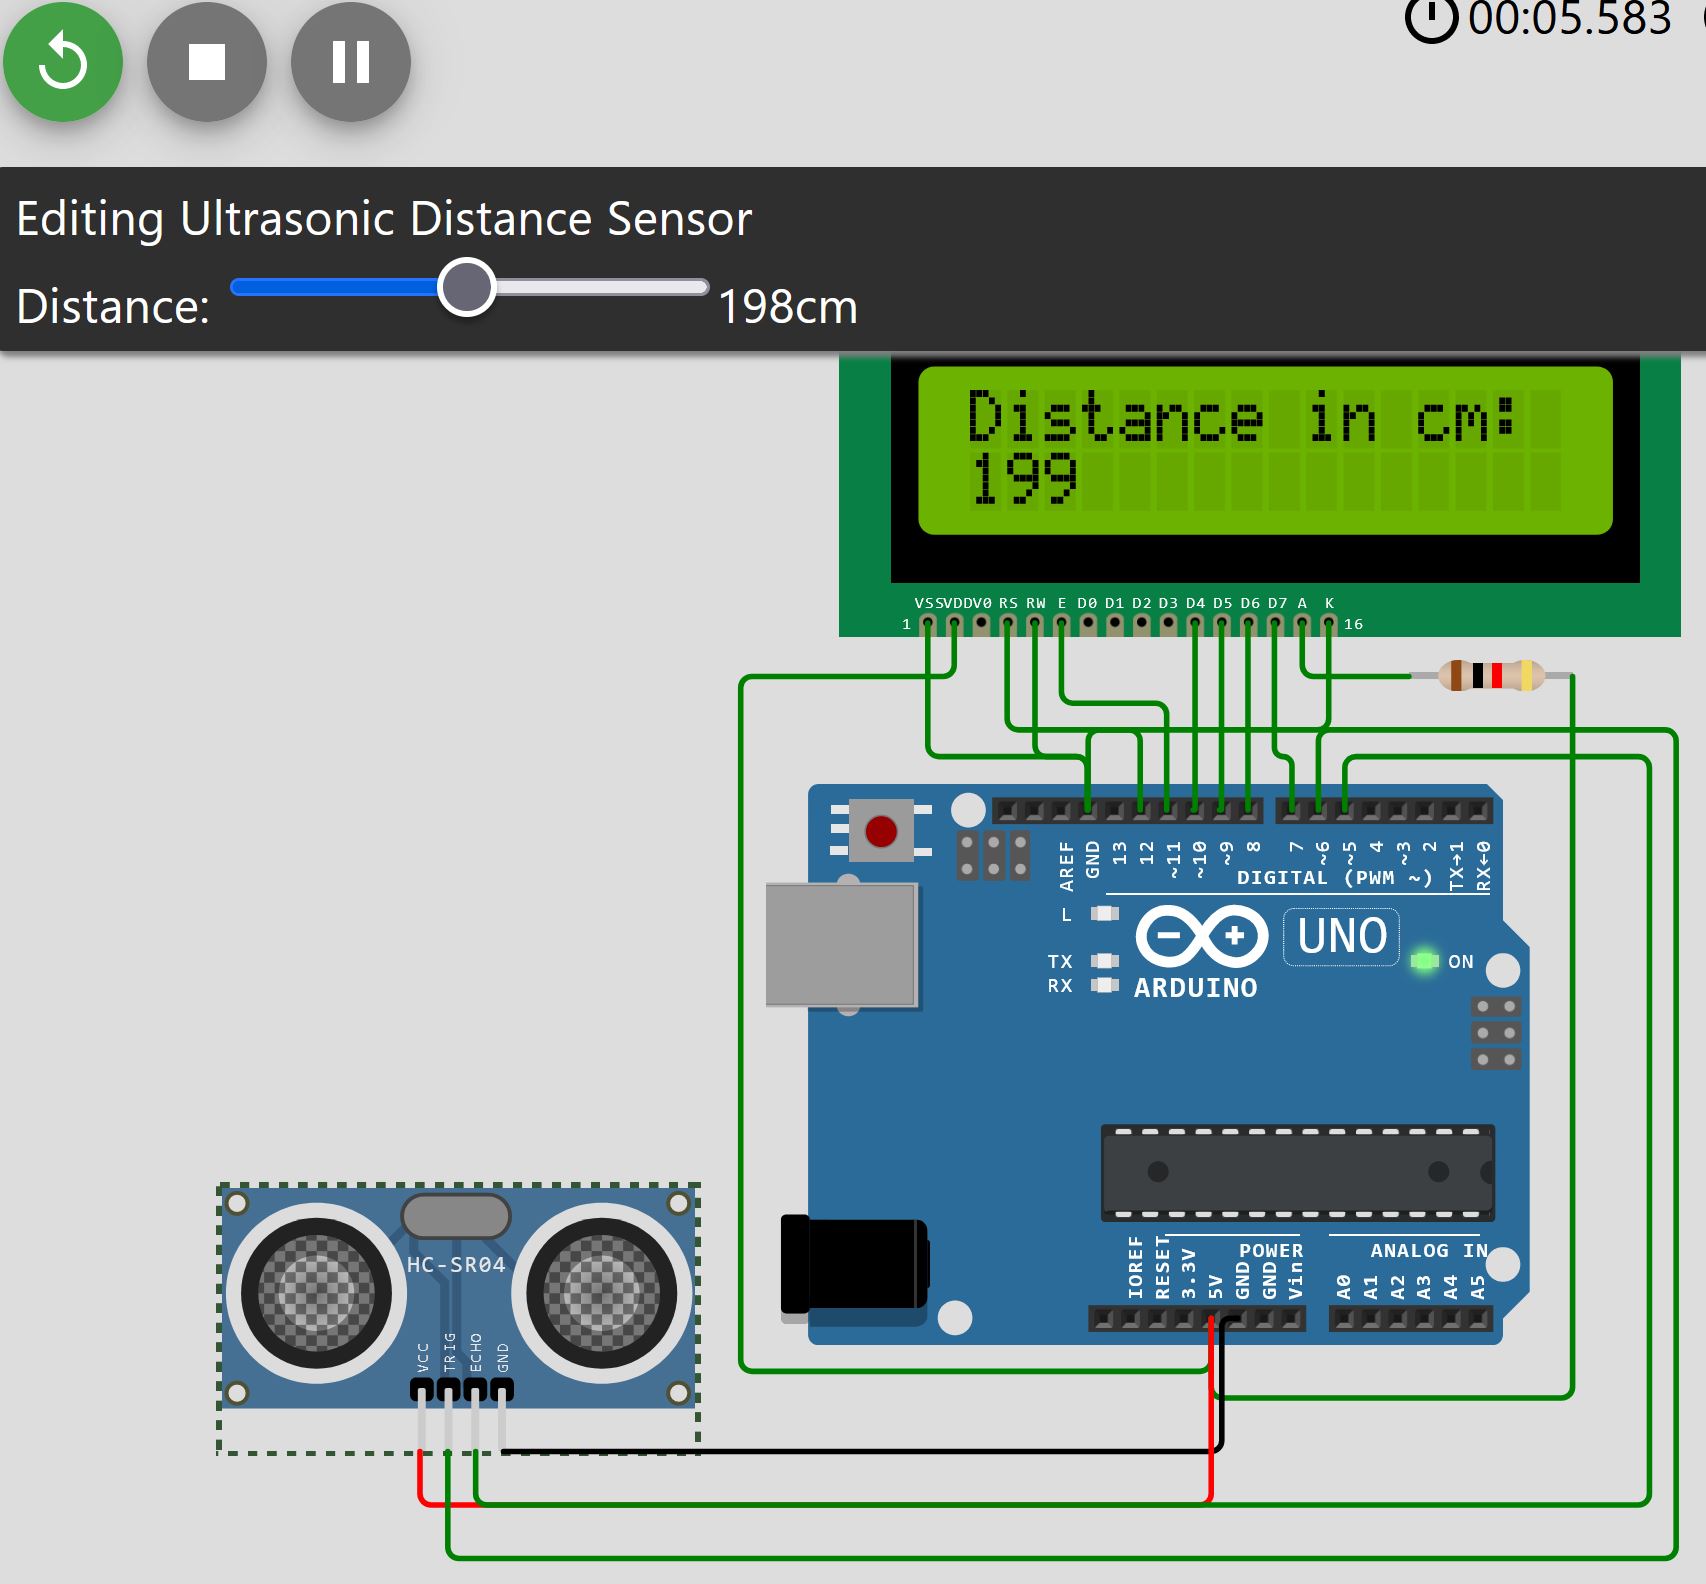 00:05.583
Editing Ultrasonic Distance Sensor
Distance: 198cm
Distance in cm:
199
VSS VDD V0 RS RW E D0 D1 D2 D3 D4 D5 D6 D7 A K
1 16
AREF GND 13 12 ~11 ~10 ~9 8 7 ~6 ~5 4 ~3 2 TX→1 RX←0
DIGITAL (PWM ~)
L
UNO
TX
ON
RX
ARDUINO
HC-SR04
VCC TRIG ECHO GND
POWER
ANALOG IN
IOREF RESET 3.3V 5V GND GND Vin A0 A1 A2 A3 A4 A5